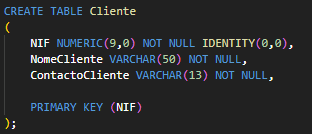 CREATE TABLE Cliente
(
NIF NUMERIC(9,0) NOT NULL IDENTITY(0,0),
NomeCliente VARCHAR(50) NOT NULL,
ContactoCliente VARCHAR(13) NOT NULL,
PRIMARY KEY (NIF)
);